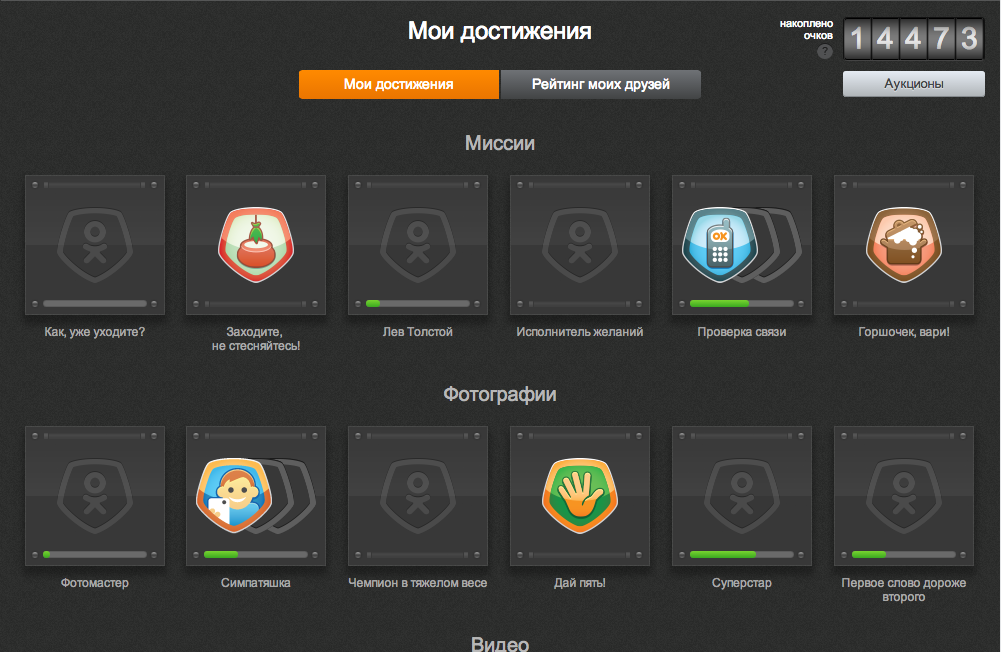 Мои достижения
накоплено
очков
?
14473
Мои достижения
Рейтинг моих друзей
Аукционы
Миссии
ОК
Как, уже уходите?
Заходите,
не стесняйтесь!
Лев Толстой
Исполнитель желаний
Проверка связи
Горшочек, вари!
Фотографии
Фотомастер
Симпатяшка
Чемпион в тяжелом весе
Дай пять!
Суперстар
Первое слово дороже
второго
Видео